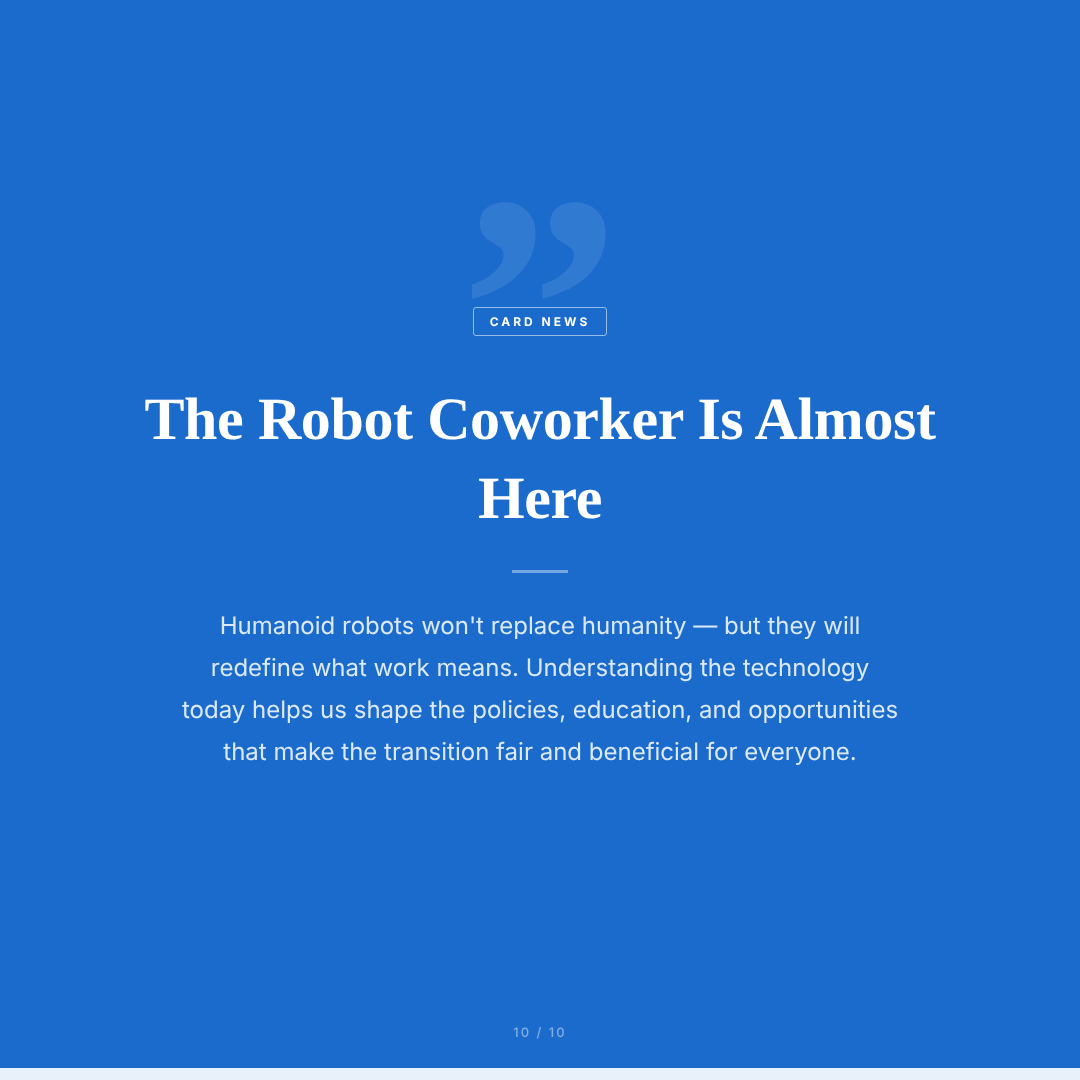 ”
CARD NEWS
The Robot Coworker Is Almost
Here
Humanoid robots won't replace humanity — but they will
redefine what work means. Understanding the technology
today helps us shape the policies, education, and opportunities
that make the transition fair and beneficial for everyone.
10 / 10